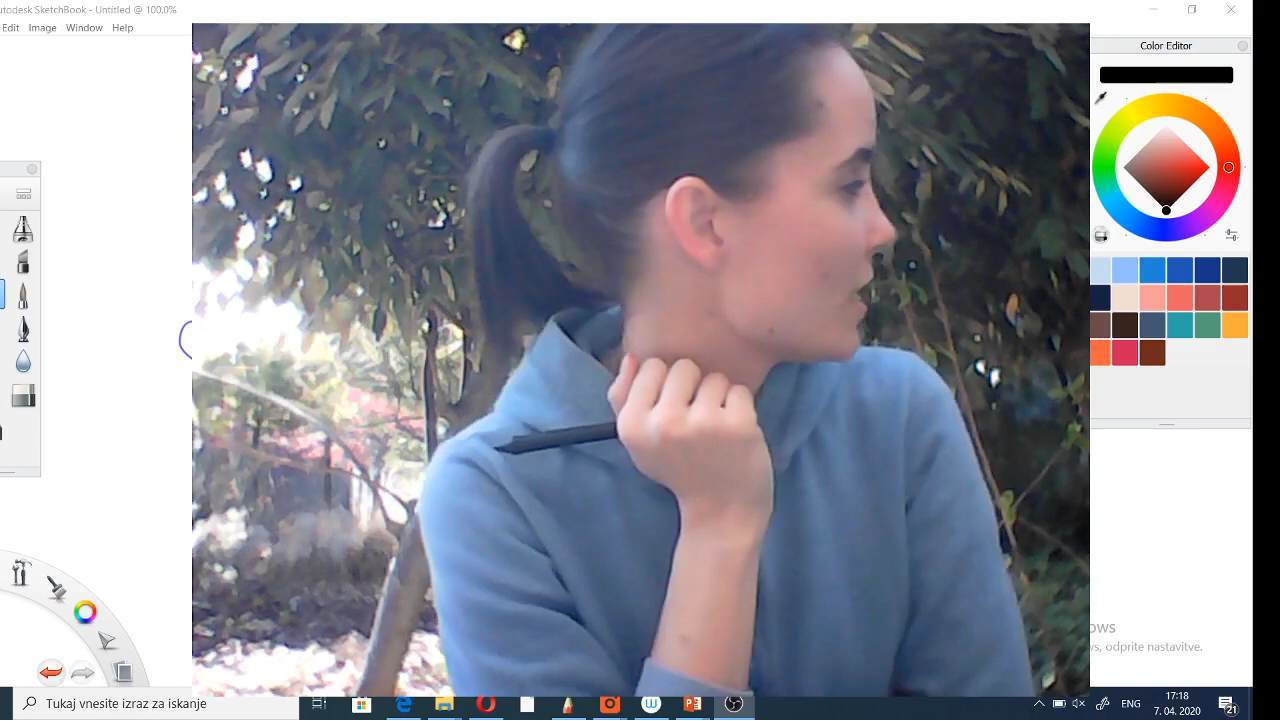 utodesk SketchBook - Untitled @ 100,0%
Edit Image Window Help
Color Editor
ows
vs, odprite nastavitve.
Tukaj vnesite izraz za iskanje
ENG
17:18
7. 04. 2020
21